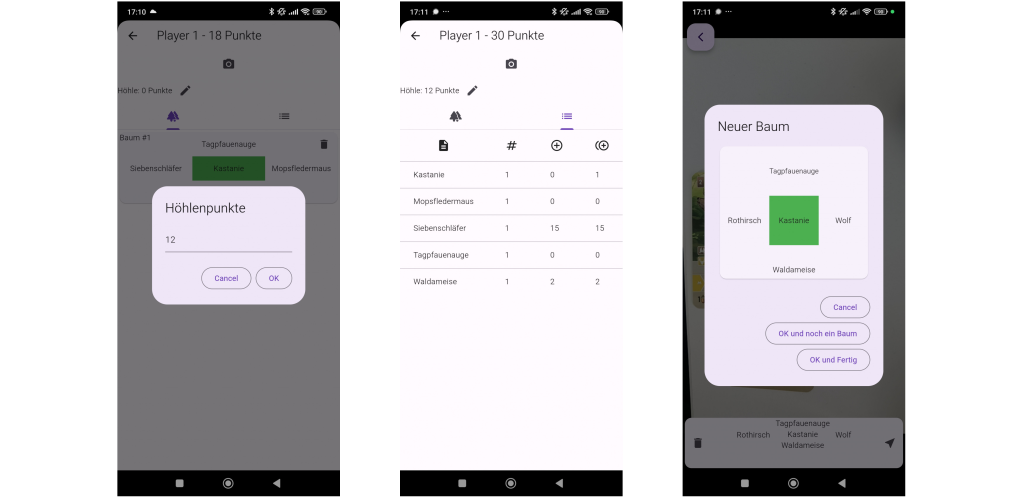 17:10
90
Player 1 - 18 Punkte
Höhle: 0 Punkte
Baum #1
Tagpfauenauge
Siebenschläfer Kastanie Mopsfledermaus
Höhlenpunkte
12
Cancel OK
17:11
90
Player 1 - 30 Punkte
Höhle: 12 Punkte
#
Kastanie 1 0 1
Mopsfledermaus 1 0 0
Siebenschläfer 1 15 15
Tagpfauenauge 1 0 0
Waldameise 1 2 2
17:11
90
Neuer Baum
Tagpfauenauge
Rothirsch Kastanie Wolf
Waldameise
Cancel
OK und noch ein Baum
OK und Fertig
Tagpfauenauge
Rothirsch Kastanie Wolf
Waldameise